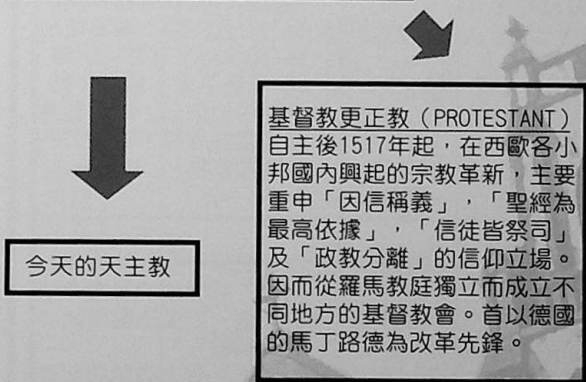 今天的天主教
基督教更正教（PROTESTANT）
自主後1517年起，在西歐各小
邦國內興起的宗教革新，主要
重申「因信稱義」，「聖經為
最高依據」，「信徒皆祭司」
及「政教分離」的信仰立場。
因而從羅馬教庭獨立而成立不
同地方的基督教會。首以德國
的馬丁路德為改革先鋒。